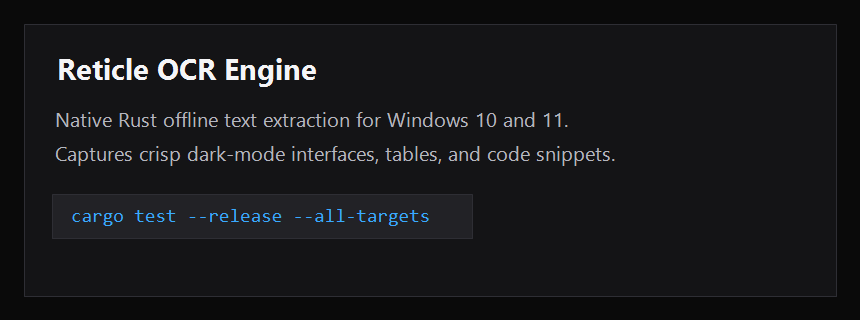 Reticle OCR Engine
Native Rust offline text extraction for Windows 10 and 11.
Captures crisp dark-mode interfaces, tables, and code snippets.
cargo test --release --all-targets